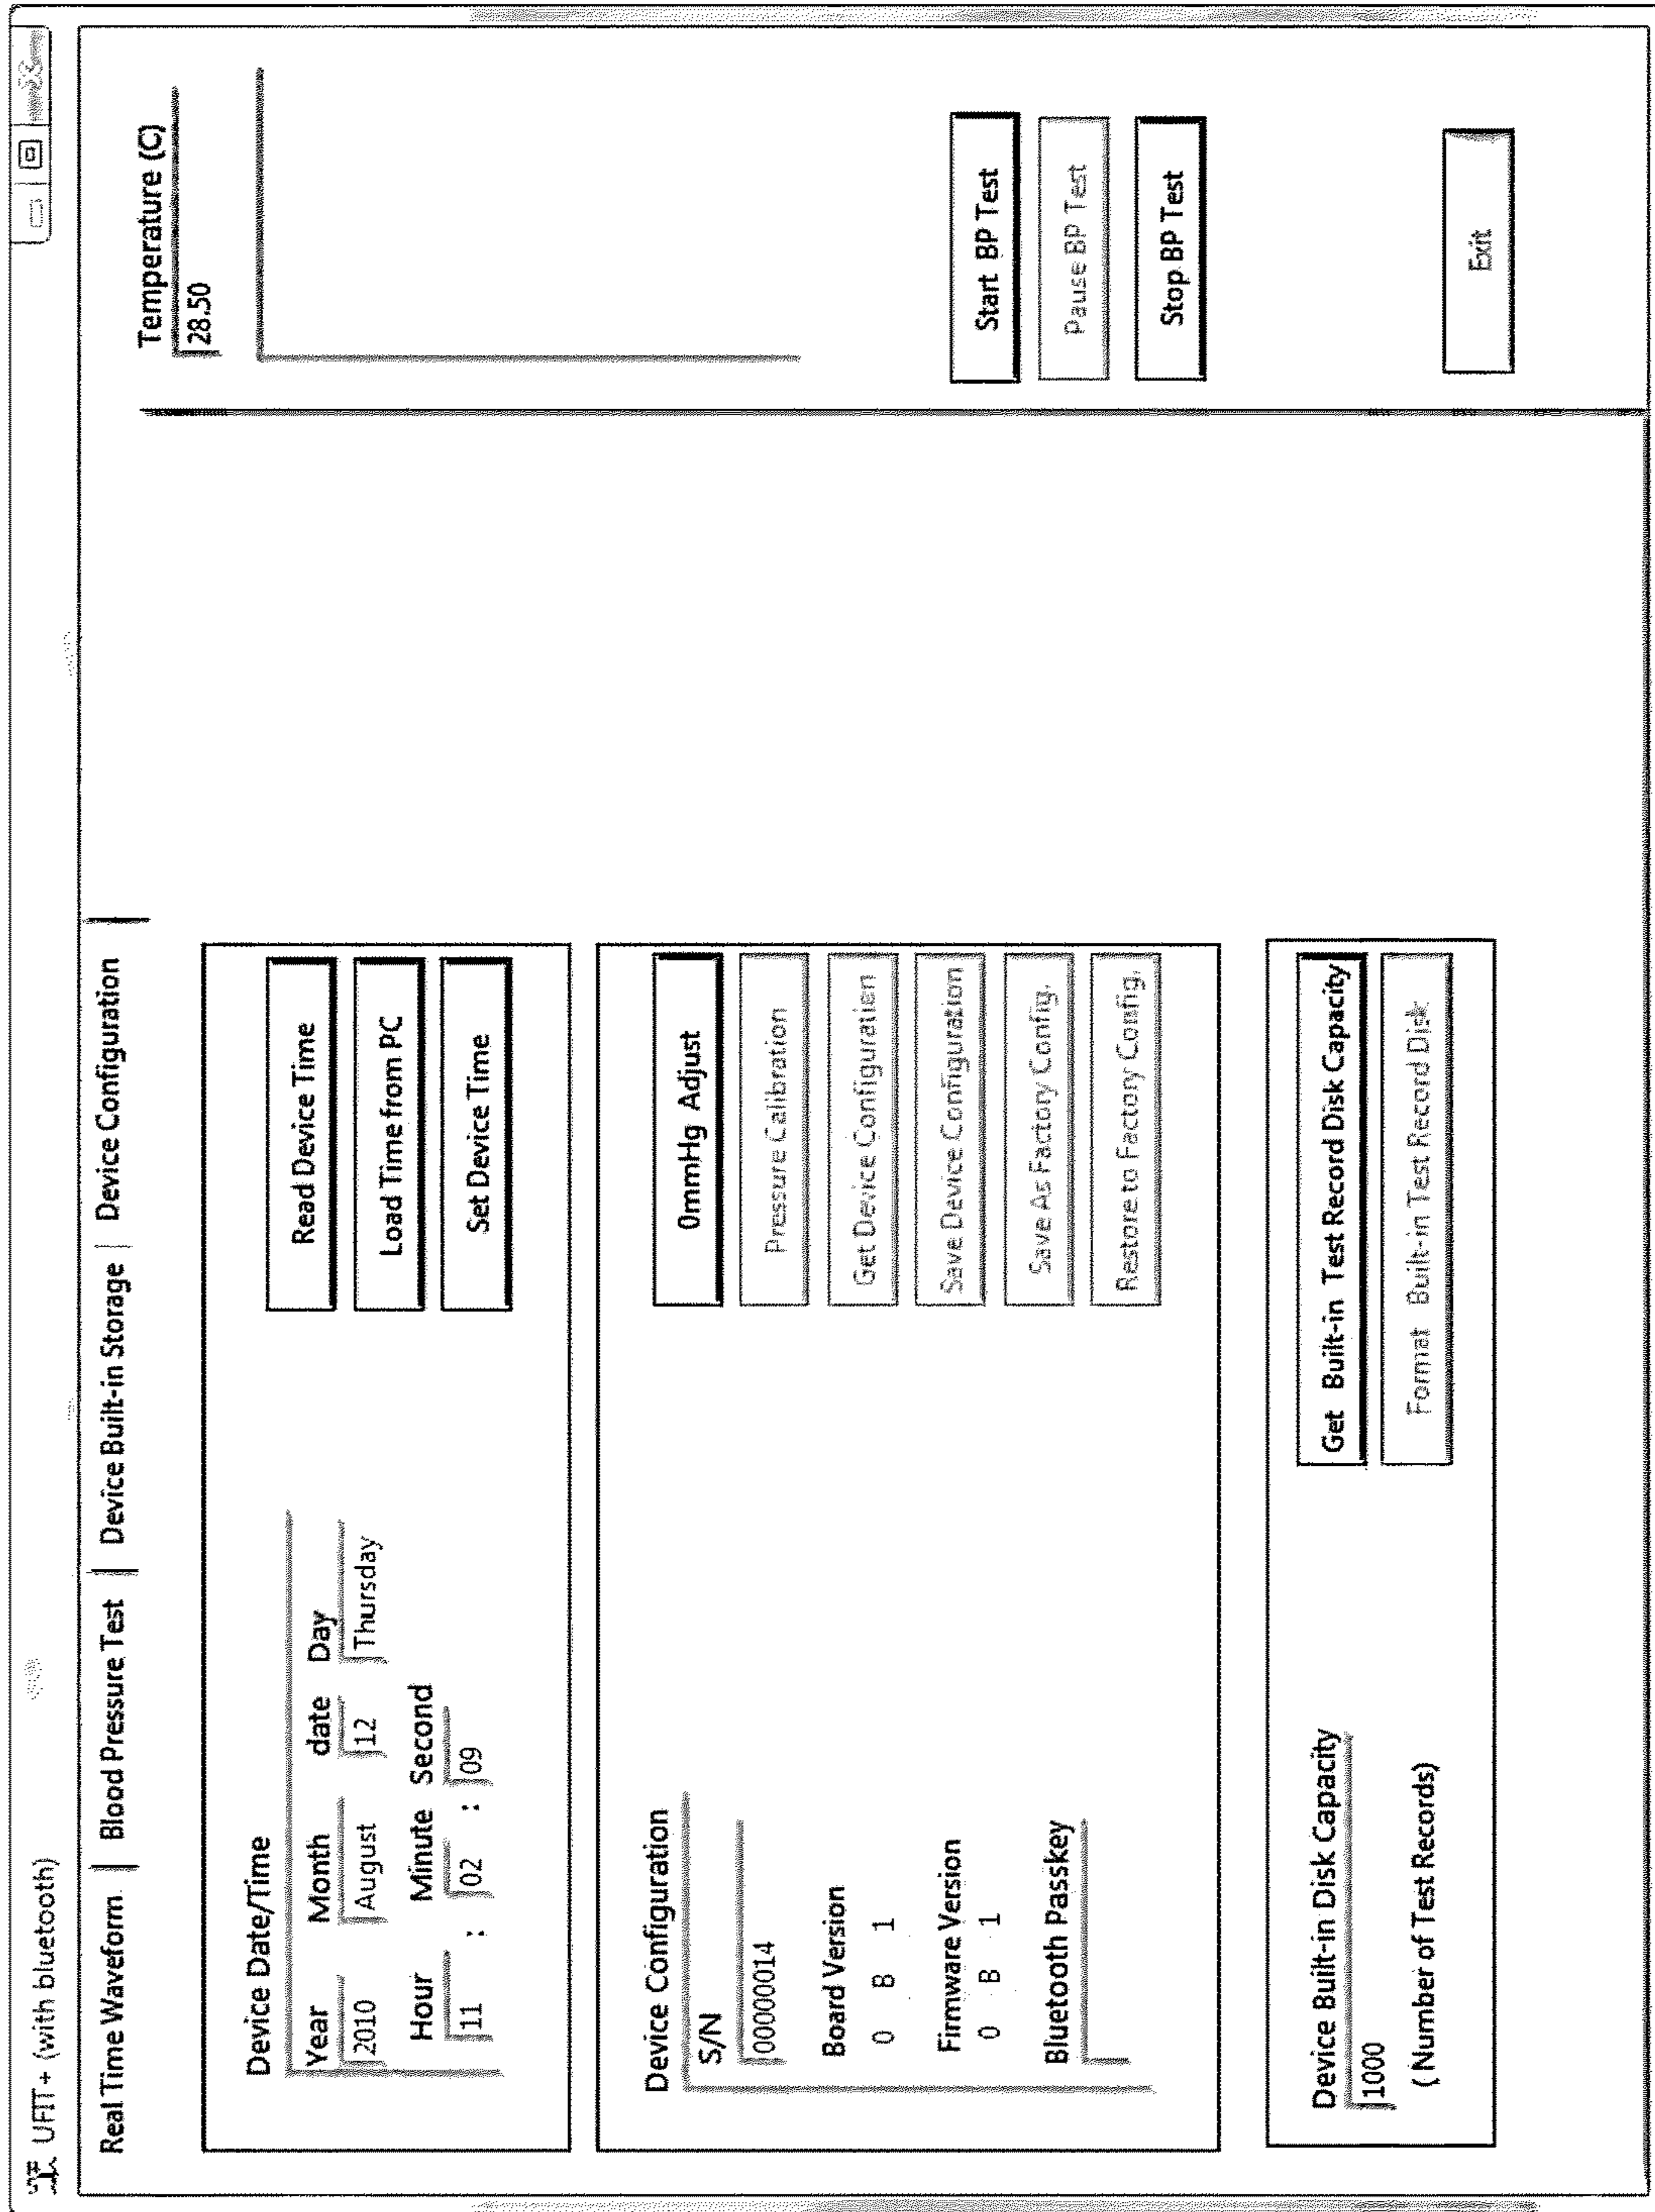 UFIT+ (with bluetooth)
Real Time Waveform | Blood Pressure Test | Device Built-in Storage | Device Configuration
Temperature (C)
28.50
Device Date/Time
Year Month date Day
2010 August 12 Thursday
Hour Minute Second
11 : 02 : 09
Read Device Time
Load Time from PC
Set Device Time
Device Configuration
S/N
00000014
Board Version
0 B 1
Firmware Version
0 B 1
Bluetooth Passkey
0mmHg Adjust
Pressure Calibration
Get Device Configuration
Save Device Configuration
Save As Factory Config.
Restore to Factory Config.
Device Built-in Disk Capacity
1000
( Number of Test Records)
Get Built-in Test Record Disk Capacity
Format Built-in Test Record Disk
Start BP Test
Pause BP Test
Stop BP Test
Exit